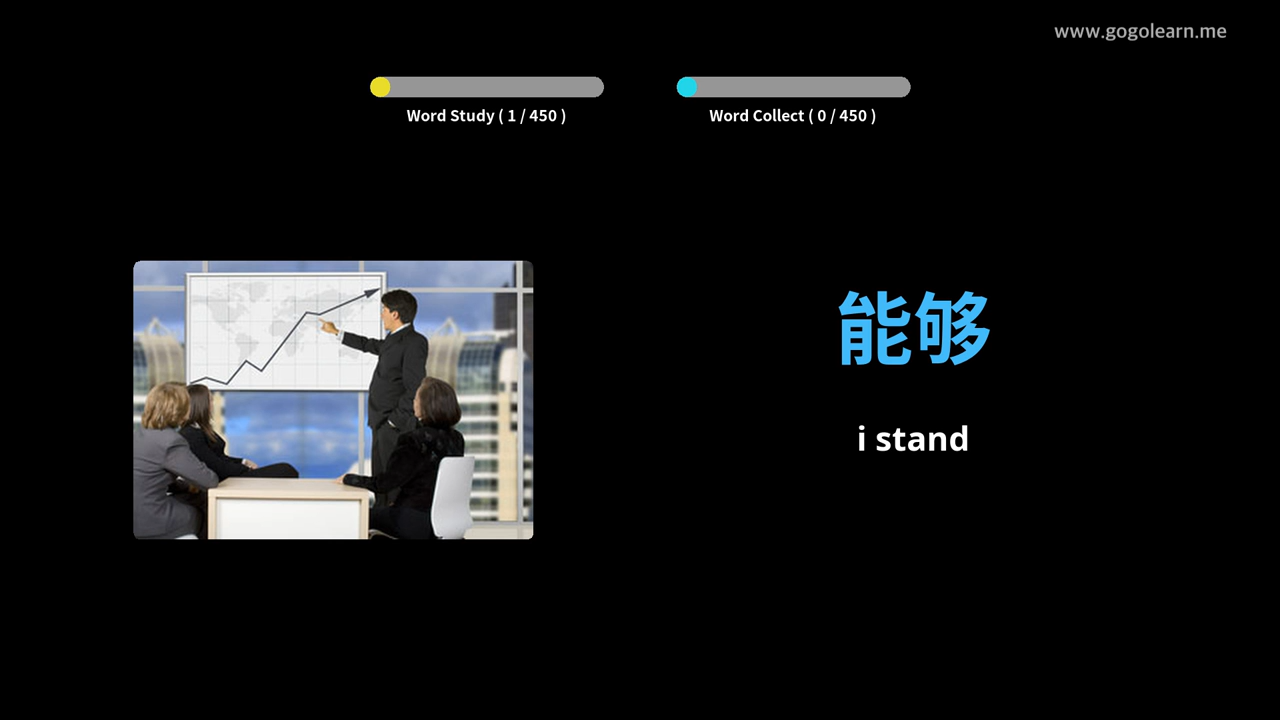 www.gogolearn.me
Word Study ( 1 / 450 )
Word Collect ( 0 / 450 )
能够
i stand